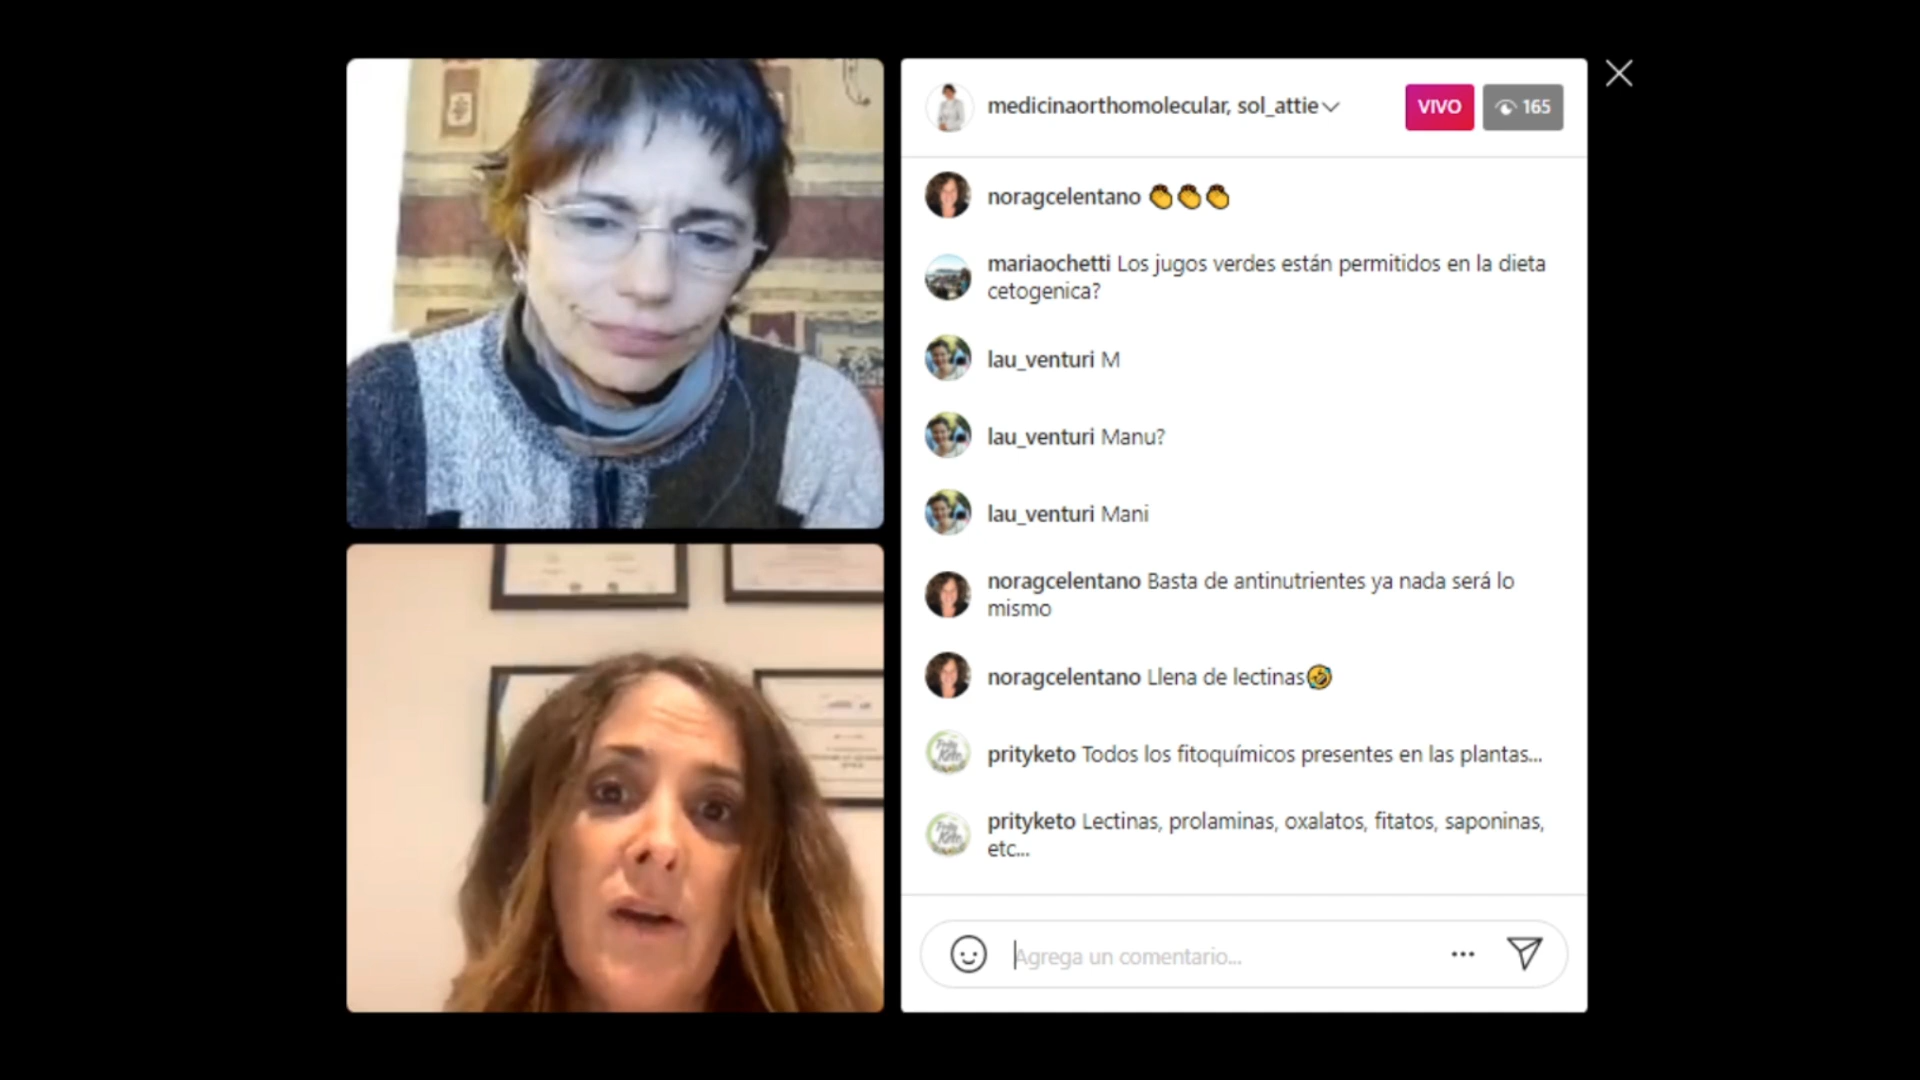 medicinaorthomolecular, sol_attie
VIVO
165
noragcelentano 👏👏👏
mariaochetti Los jugos verdes están permitidos en la dieta
cetogenica?
lau_venturi M
lau_venturi Manu?
lau_venturi Mani
noragcelentano Basta de antinutrientes ya nada será lo
mismo
noragcelentano Llena de lectinas🤣
prityketo Todos los fitoquímicos presentes en las plantas...
prityketo Lectinas, prolaminas, oxalatos, fitatos, saponinas,
etc...
Agrega un comentario...